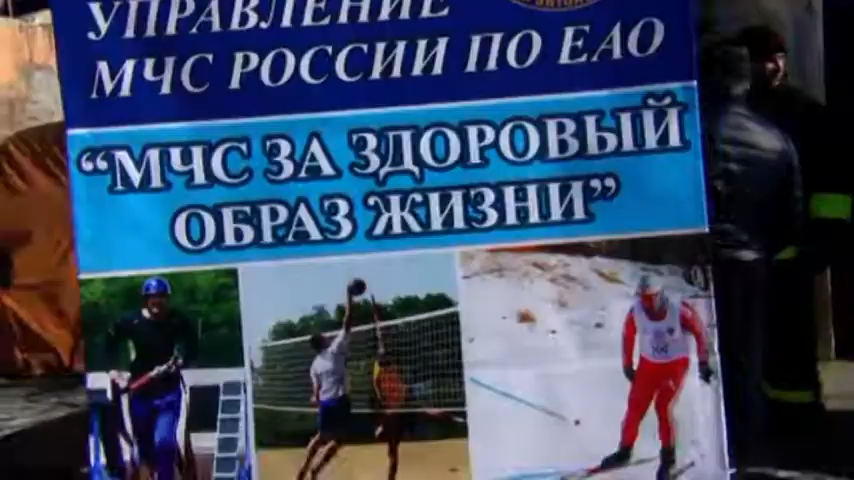 УПРАВЛЕНИЕ
МЧС РОССИИ ПО ЕАО
“МЧС ЗА ЗДОРОВЫЙ
ОБРАЗ ЖИЗНИ”